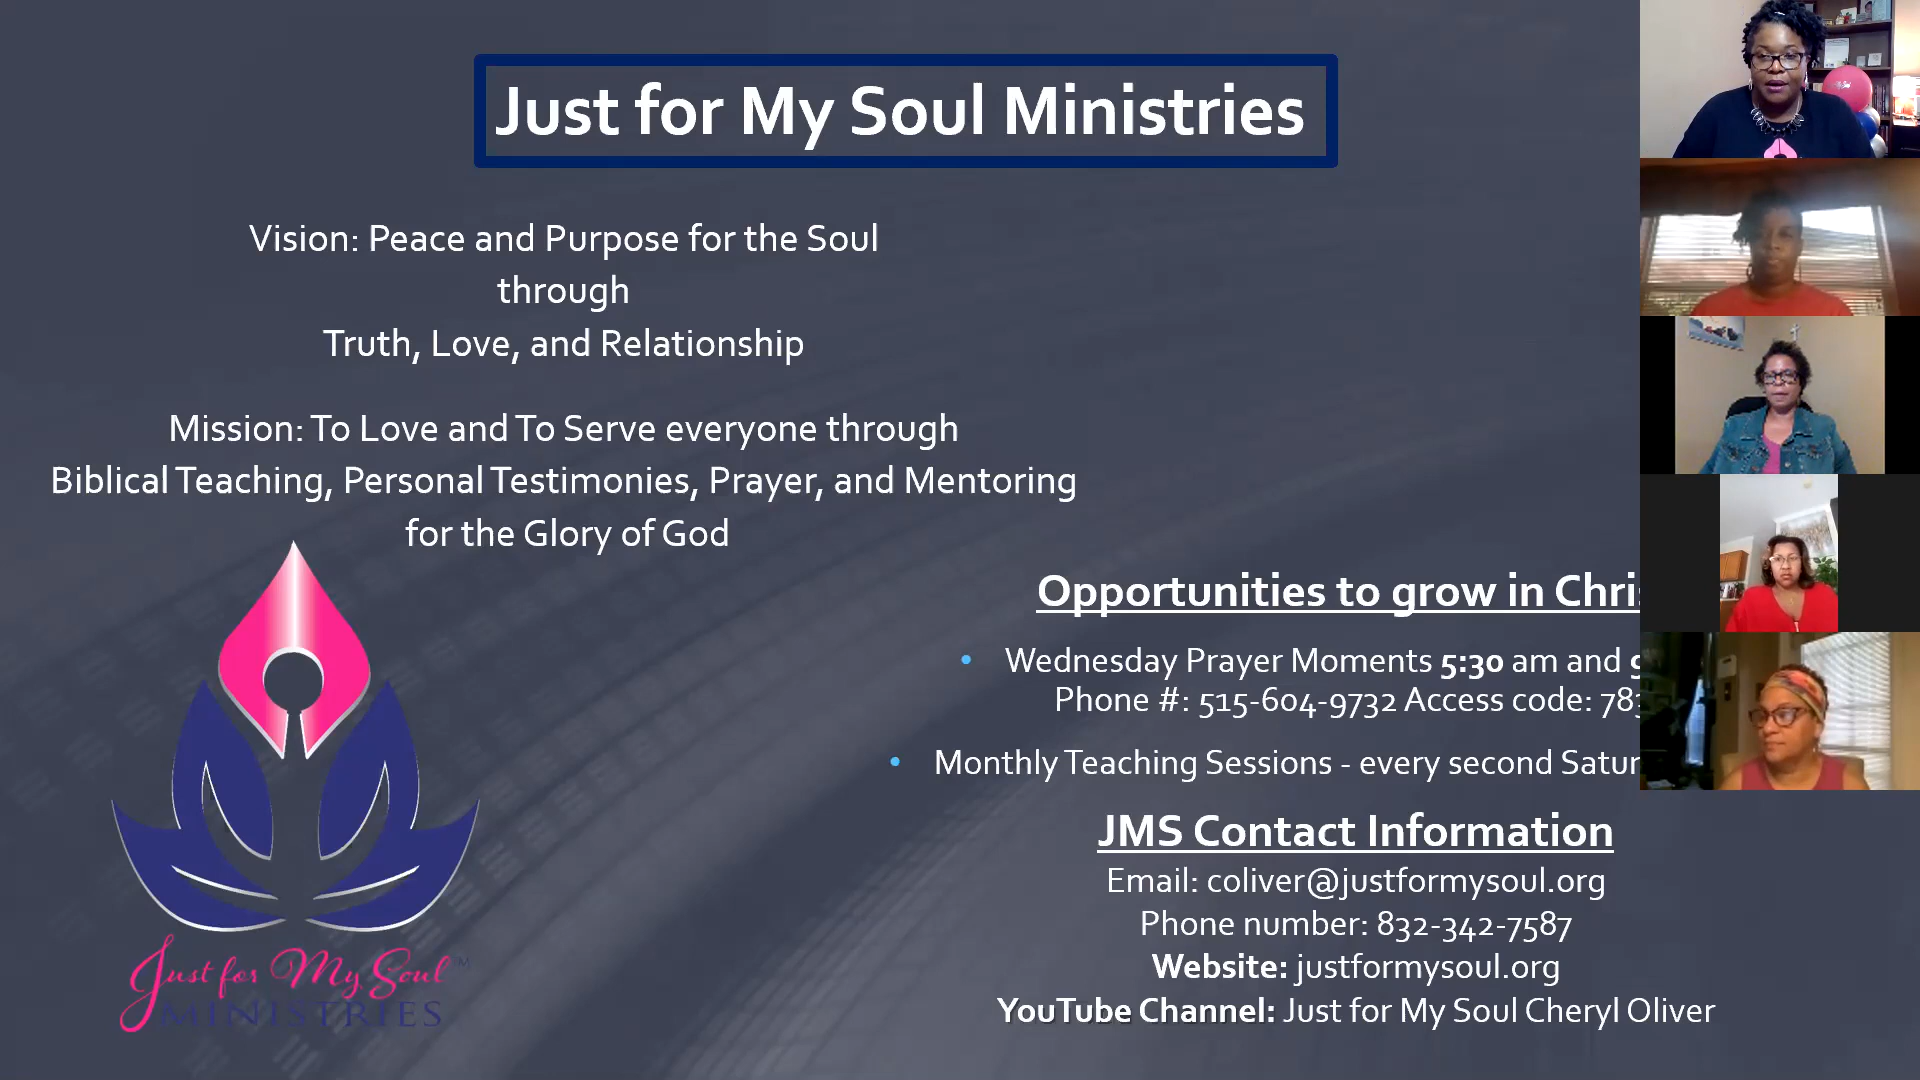 Just for My Soul Ministries
Vision: Peace and Purpose for the Soul
through
Truth, Love, and Relationship
Mission: To Love and To Serve everyone through
Biblical Teaching, Personal Testimonies, Prayer, and Mentoring
for the Glory of God
Opportunities to grow in
• Wednesday Prayer Moments 5:30 am and
Phone #: 515-604-9732 Access code:
• Monthly Teaching Sessions - every second
JMS Contact Information
Email: coliver@justformysoul.org
Phone number: 832-342-7587
Website: justformysoul.org
YouTube Channel: Just for My Soul Cheryl Oliver
Just for My Soul™
MINISTRIES